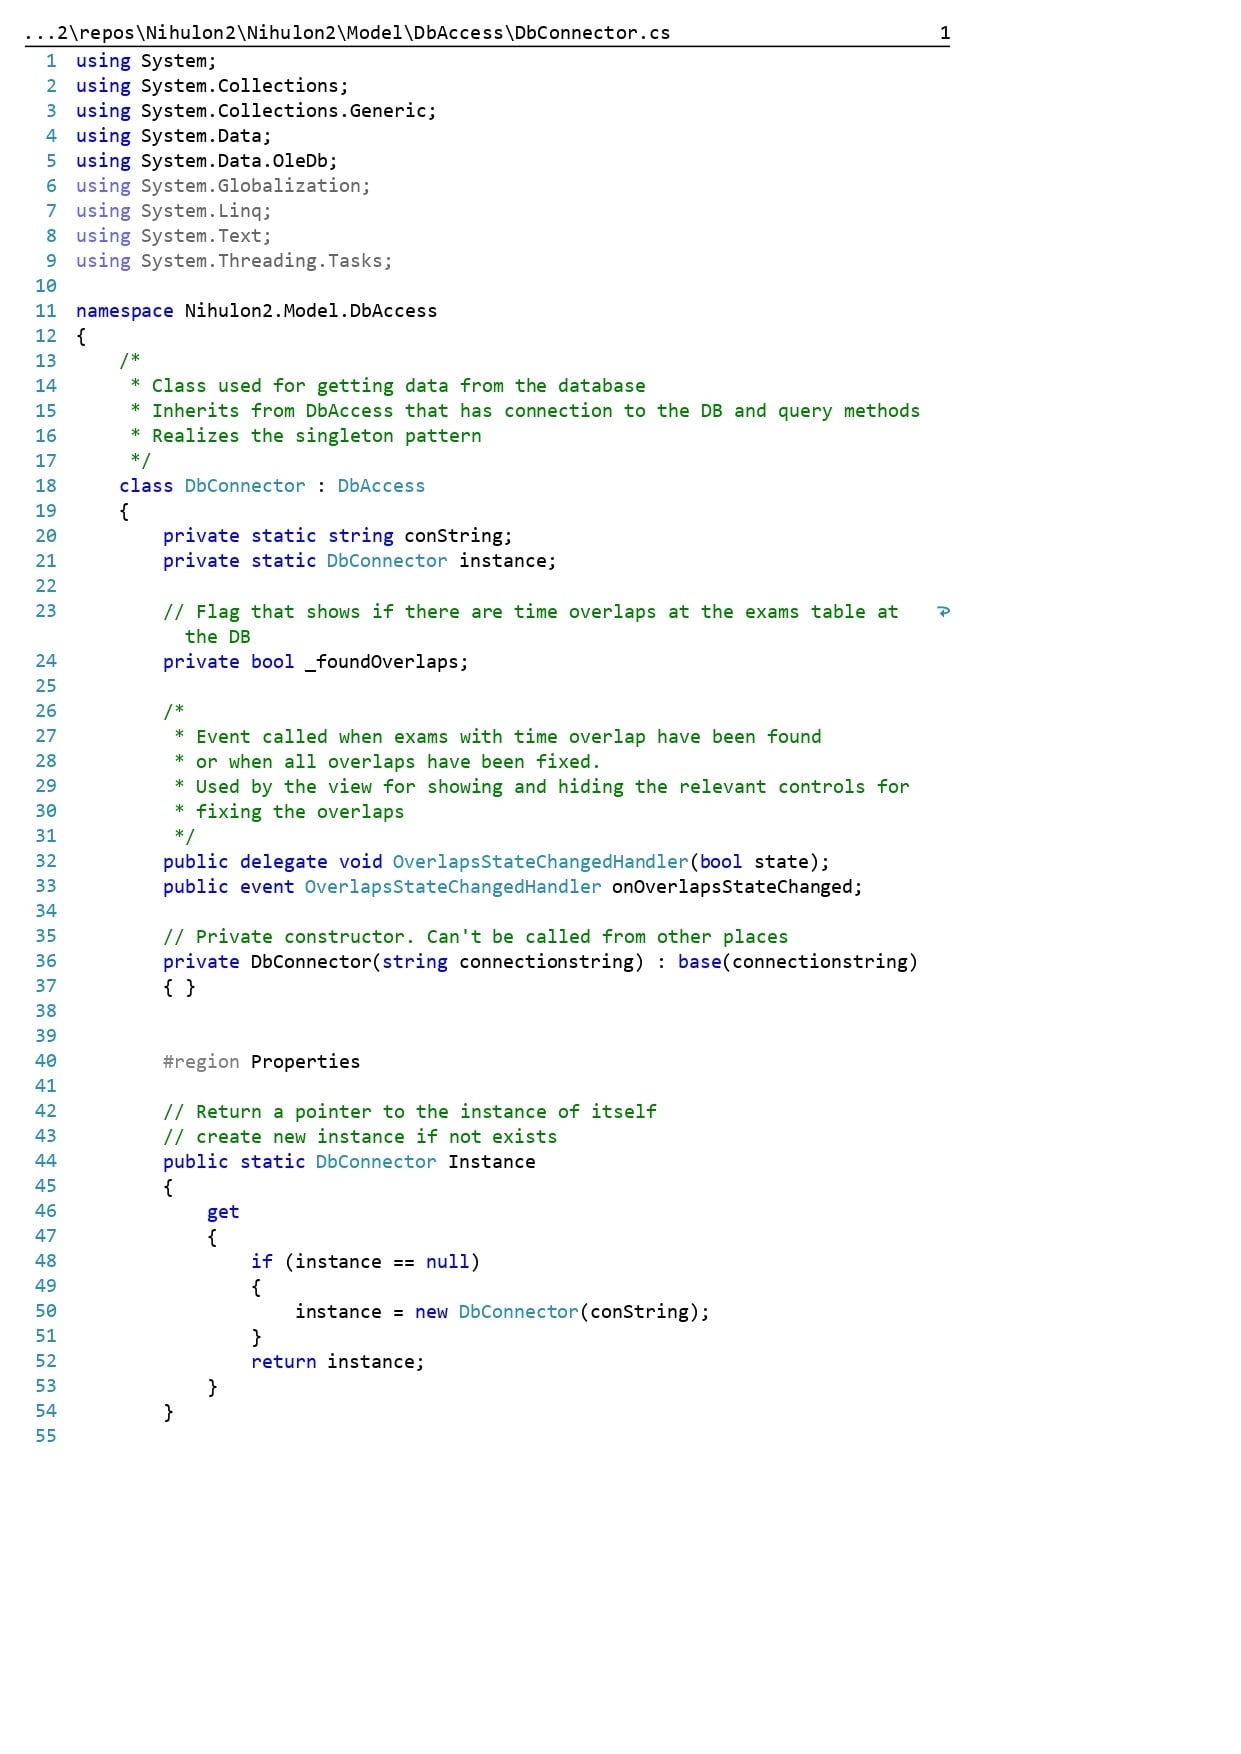 ...2\repos\Nihulon2\Nihulon2\Model\DbAccess\DbConnector.cs 1
1 using System;
2 using System.Collections;
3 using System.Collections.Generic;
4 using System.Data;
5 using System.Data.OleDb;
6 using System.Globalization;
7 using System.Linq;
8 using System.Text;
9 using System.Threading.Tasks;
10
11 namespace Nihulon2.Model.DbAccess
12 {
13     /*
14      * Class used for getting data from the database
15      * Inherits from DbAccess that has connection to the DB and query methods
16      * Realizes the singleton pattern
17      */
18     class DbConnector : DbAccess
19     {
20         private static string conString;
21         private static DbConnector instance;
22
23         // Flag that shows if there are time overlaps at the exams table at
           the DB
24         private bool _foundOverlaps;
25
26         /*
27          * Event called when exams with time overlap have been found
28          * or when all overlaps have been fixed.
29          * Used by the view for showing and hiding the relevant controls for
30          * fixing the overlaps
31          */
32         public delegate void OverlapsStateChangedHandler(bool state);
33         public event OverlapsStateChangedHandler onOverlapsStateChanged;
34
35         // Private constructor. Can't be called from other places
36         private DbConnector(string connectionstring) : base(connectionstring)
37         { }
38
39
40         #region Properties
41
42         // Return a pointer to the instance of itself
43         // create new instance if not exists
44         public static DbConnector Instance
45         {
46             get
47             {
48                 if (instance == null)
49                 {
50                     instance = new DbConnector(conString);
51                 }
52                 return instance;
53             }
54         }
55